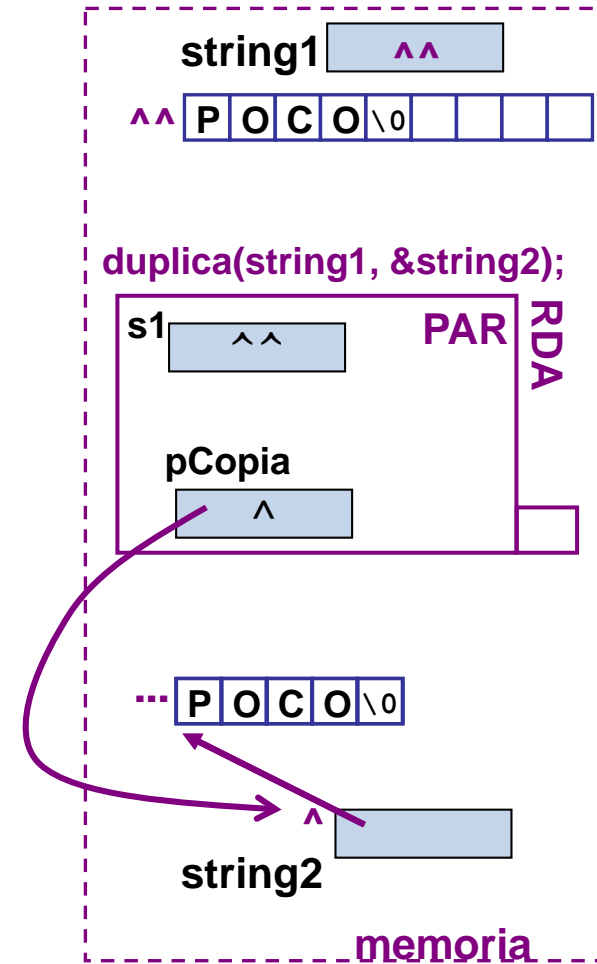 string1 ^^
^^ P O C O \0
duplica(string1, &string2);
s1 ^^ PAR RDA
pCopia
^
... P O C O \0
^
string2
memoria